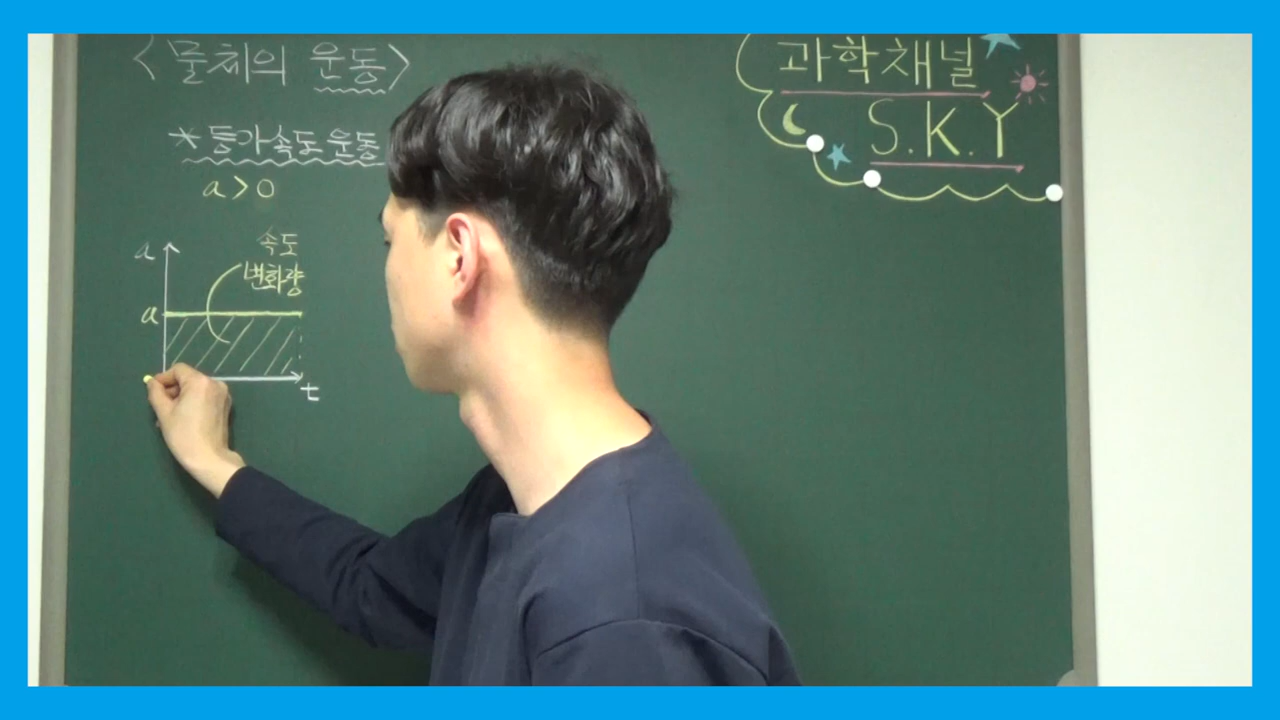 <물체의 운동>
* 등가속도 운동
a > 0
a
속도
변화량
a
t
과학채널
S.K.Y